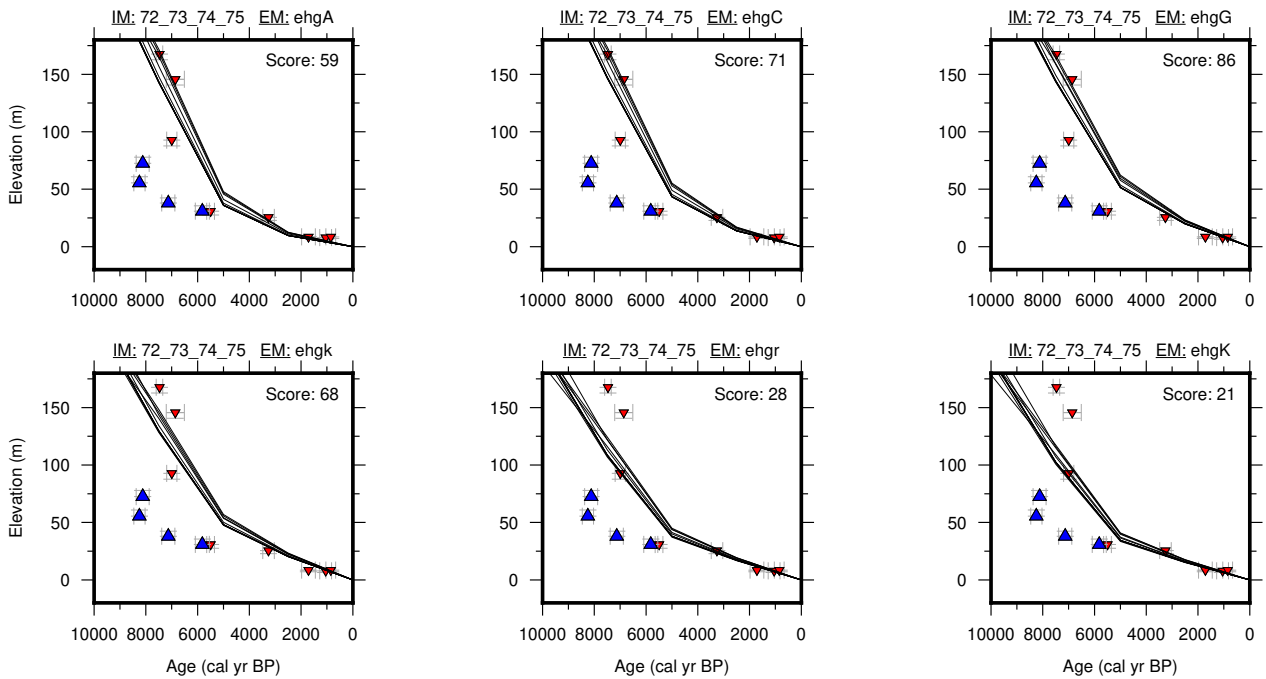 IM: 72_73_74_75 EM: ehgA
Score: 59
150
100
50
0
Elevation (m)
10000 8000 6000 4000 2000 0
IM: 72_73_74_75 EM: ehgC
Score: 71
150
100
50
0
10000 8000 6000 4000 2000 0
IM: 72_73_74_75 EM: ehgG
Score: 86
150
100
50
0
10000 8000 6000 4000 2000 0
IM: 72_73_74_75 EM: ehgk
Score: 68
150
100
50
0
Elevation (m)
10000 8000 6000 4000 2000 0
Age (cal yr BP)
IM: 72_73_74_75 EM: ehgr
Score: 28
150
100
50
0
10000 8000 6000 4000 2000 0
Age (cal yr BP)
IM: 72_73_74_75 EM: ehgK
Score: 21
150
100
50
0
10000 8000 6000 4000 2000 0
Age (cal yr BP)